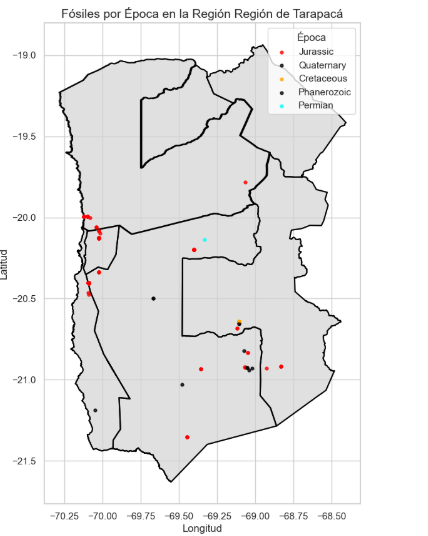 Fósiles por Época en la Región Región de Tarapacá
Época
Jurassic
Quaternary
Cretaceous
Phanerozoic
Permian
Latitud
−19.0
−19.5
−20.0
−20.5
−21.0
−21.5
−70.25 −70.00 −69.75 −69.50 −69.25 −69.00 −68.75 −68.50
Longitud